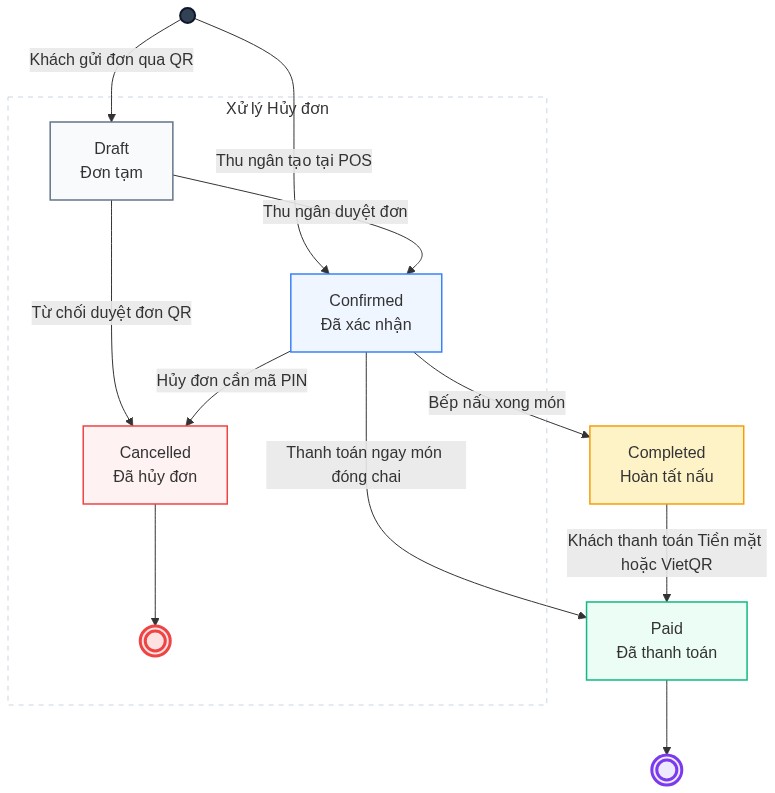 Khách gửi đơn qua QR
Xử lý Hủy đơn
Draft
Đơn tạm
Thu ngân tạo tại POS
Thu ngân duyệt đơn
Confirmed
Đã xác nhận
Từ chối duyệt đơn QR
Hủy đơn cần mã PIN
Bếp nấu xong món
Cancelled
Đã hủy đơn
Thanh toán ngay món
đóng chai
Completed
Hoàn tất nấu
Khách thanh toán Tiền mặt
hoặc VietQR
Paid
Đã thanh toán